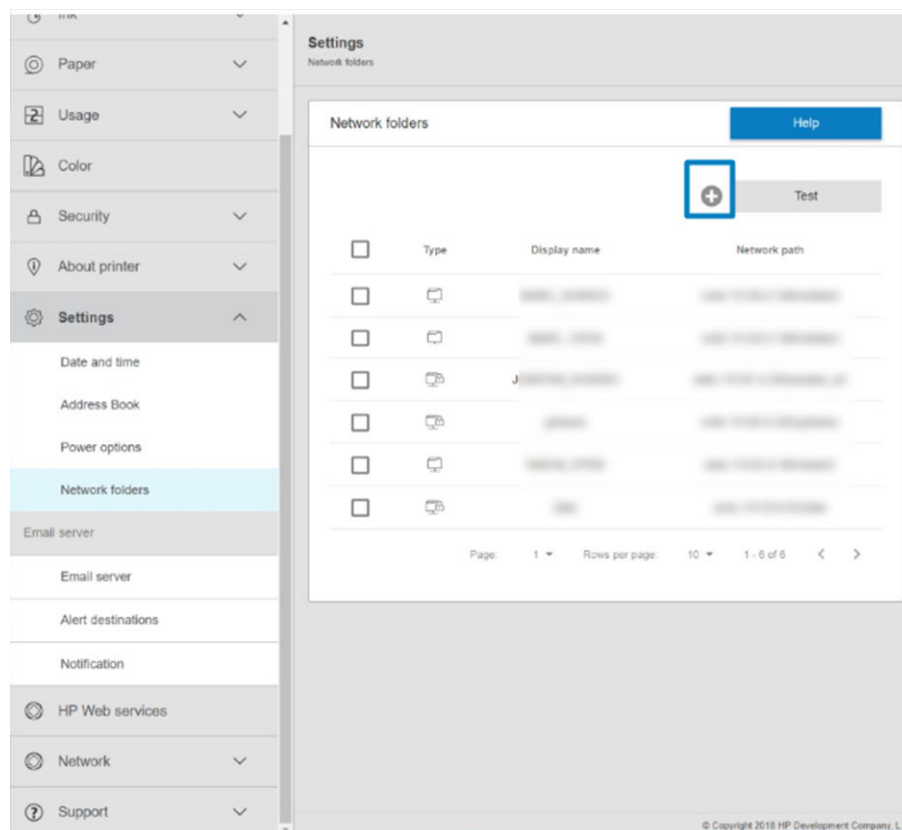 Ink
Paper
Usage
Color
Security
About printer
Settings
Date and time
Address Book
Power options
Network folders
Email server
Email server
Alert destinations
Notification
HP Web services
Network
Support
Settings
Network folders
Network folders
Help
Test
Type Display name Network path
J
Page: 1 Rows per page: 10 1 - 6 of 6
© Copyright 2018 HP Development Company, L